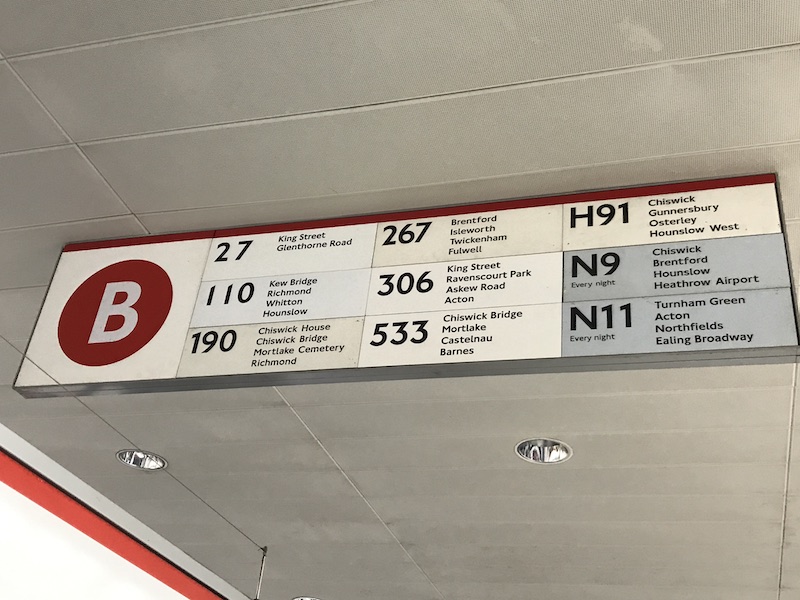 B
27
King Street
Glenthorne Road
110
Kew Bridge
Richmond
Whitton
Hounslow
190
Chiswick House
Chiswick Bridge
Mortlake Cemetery
Richmond
267
Brentford
Isleworth
Twickenham
Fulwell
306
King Street
Ravenscourt Park
Askew Road
Acton
533
Chiswick Bridge
Mortlake
Castelnau
Barnes
H91
Chiswick
Gunnersbury
Osterley
Hounslow West
N9
Every night
Chiswick
Brentford
Hounslow
Heathrow Airport
N11
Every night
Turnham Green
Acton
Northfields
Ealing Broadway